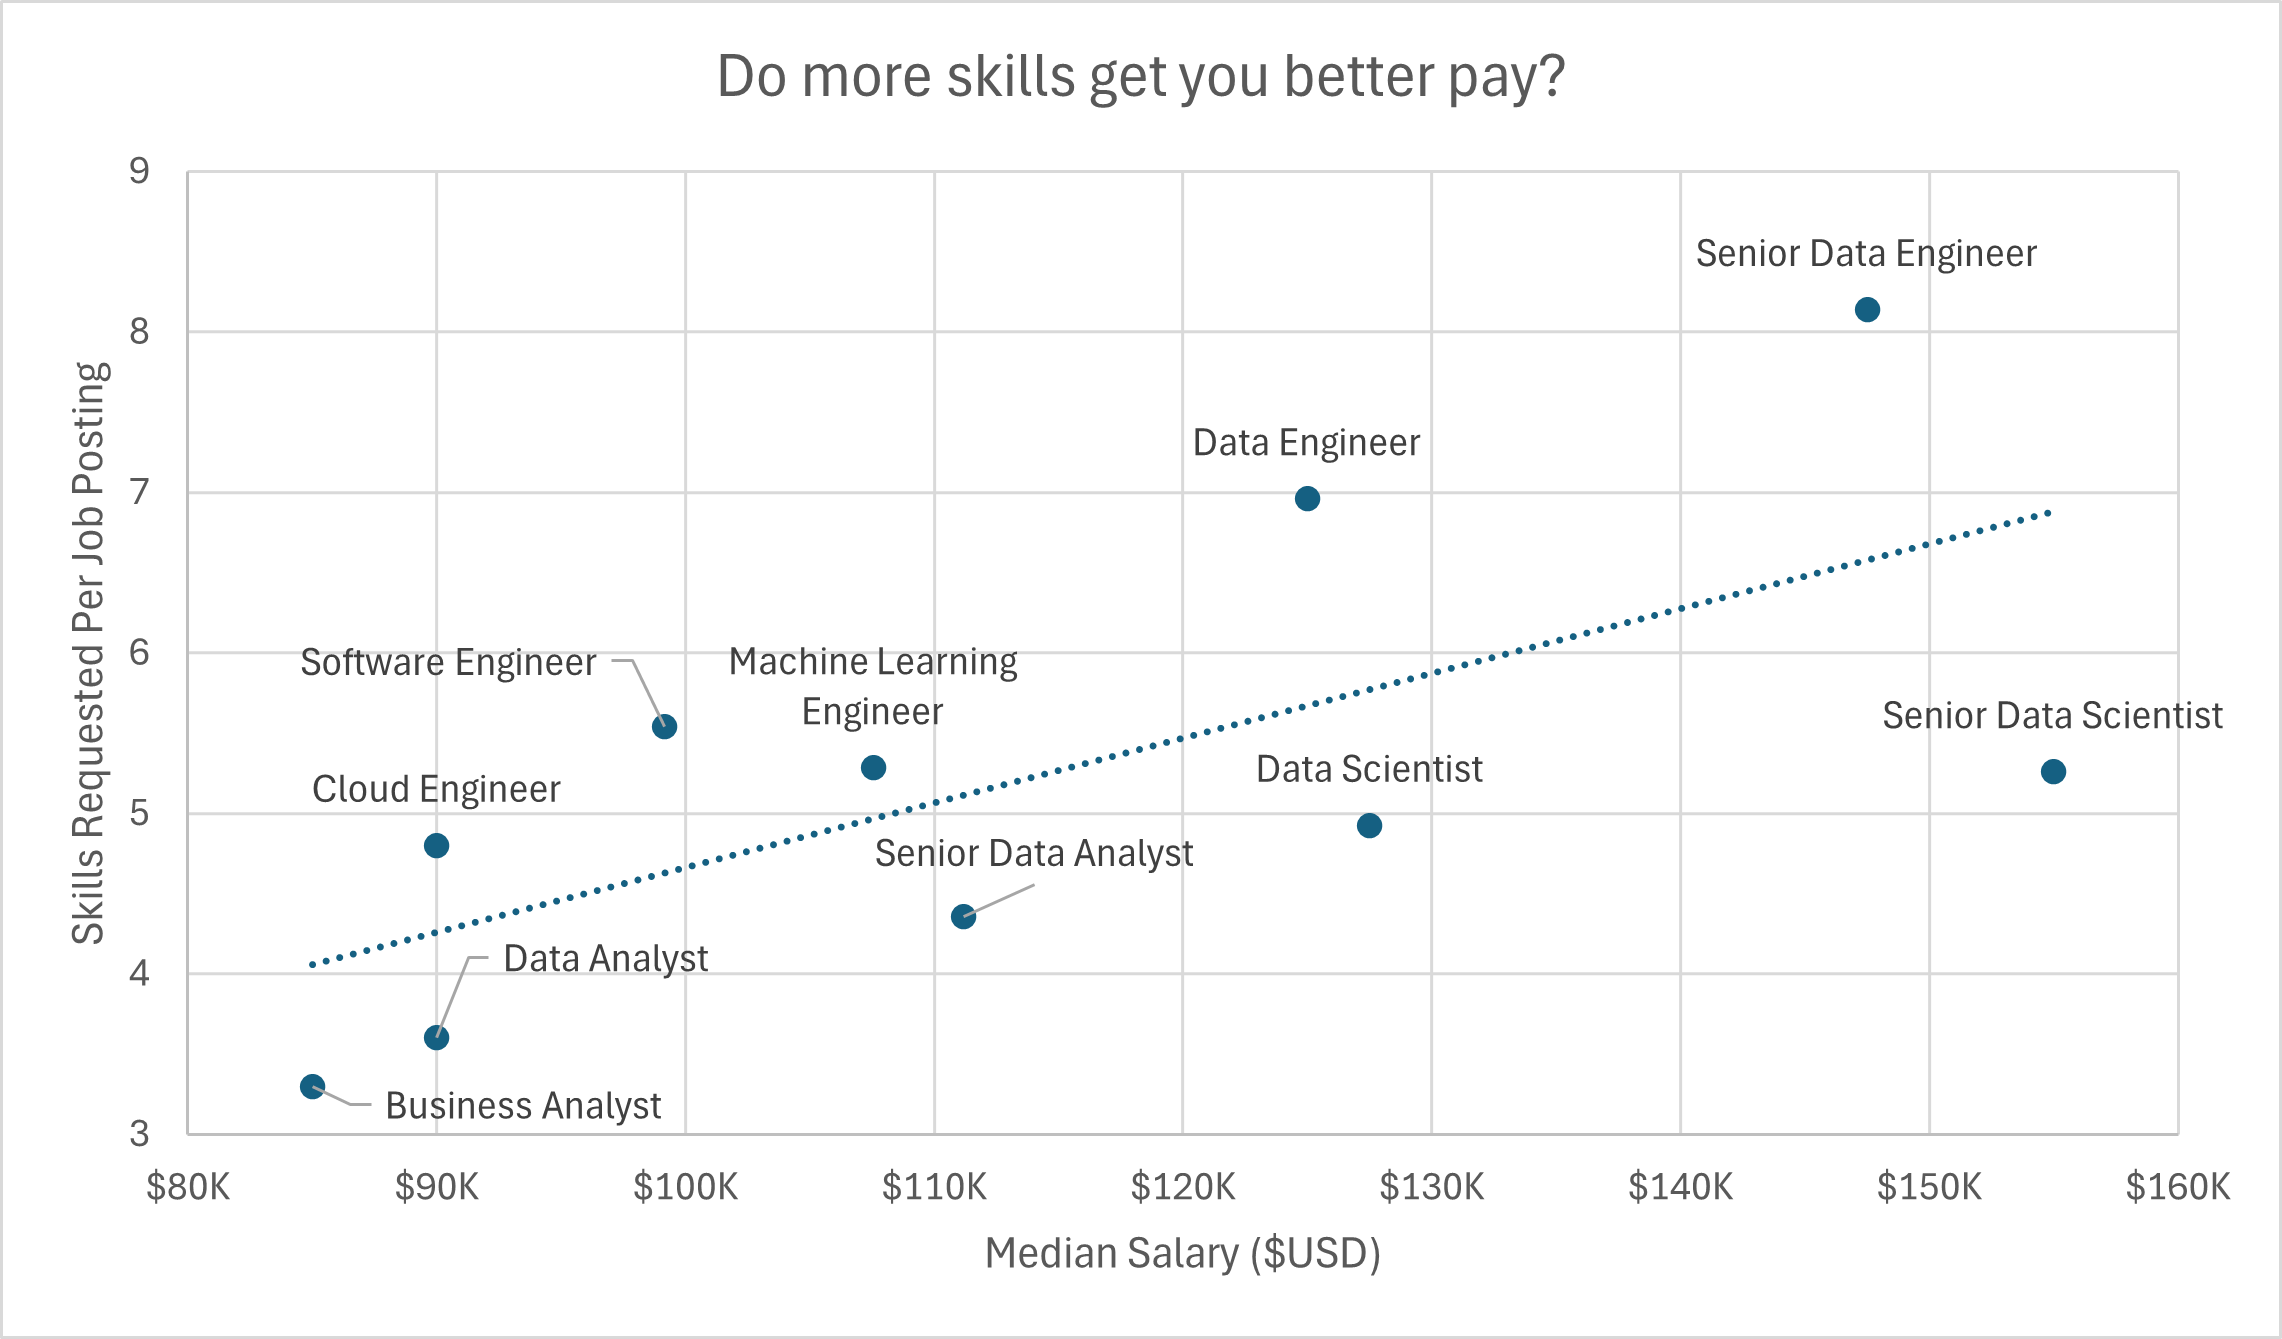 Do more skills get you better pay?
9
8
7
6
5
4
3
Skills Requested Per Job Posting
Senior Data Engineer
Data Engineer
Software Engineer
Machine Learning
Engineer
Senior Data Scientist
Data Scientist
Cloud Engineer
Senior Data Analyst
Data Analyst
Business Analyst
$80K
$90K
$100K
$110K
$120K
$130K
$140K
$150K
$160K
Median Salary ($USD)